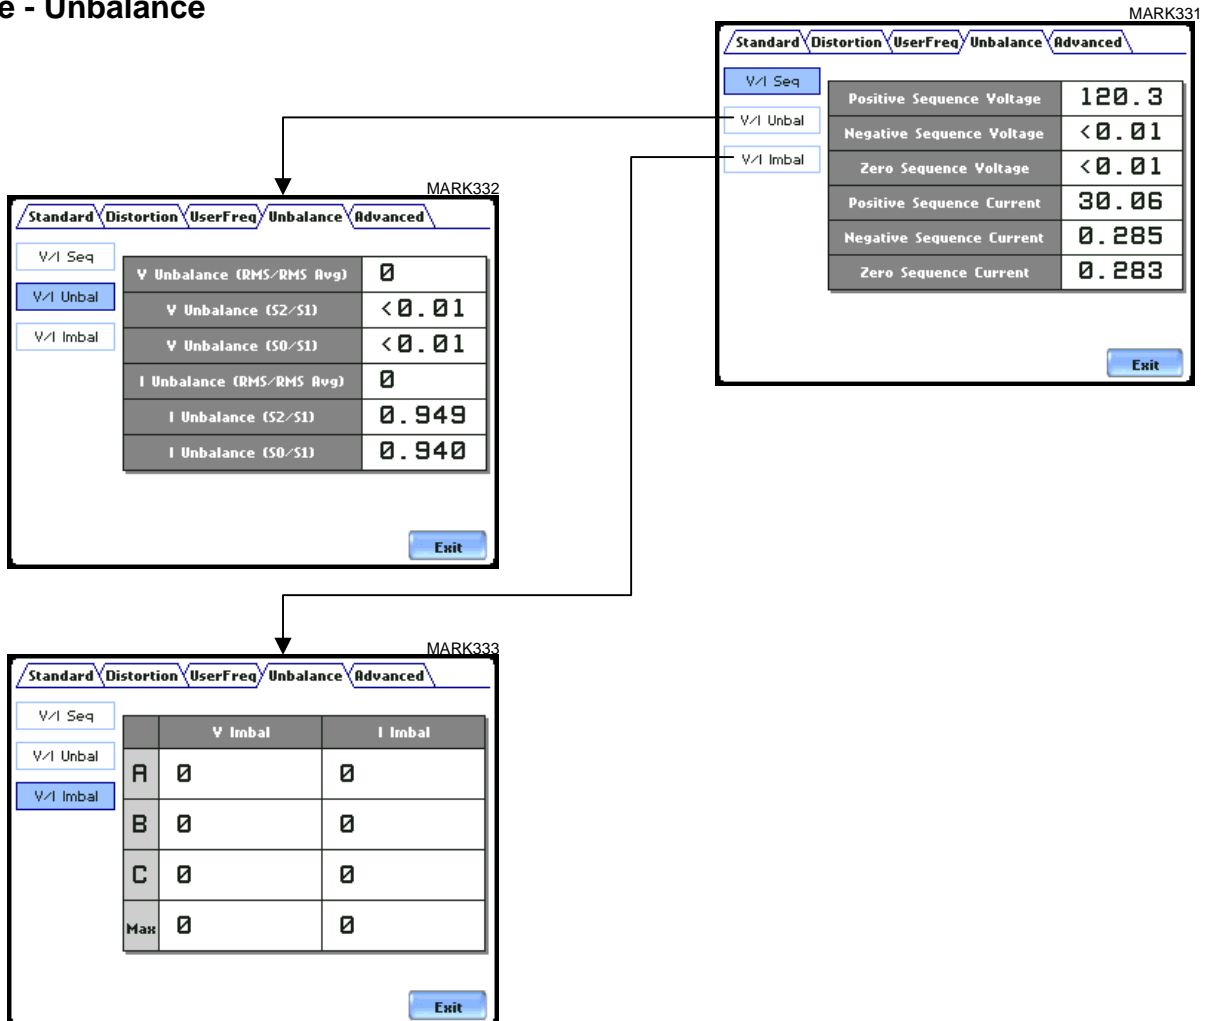 e - Unbalance
MARK331
Standard Distortion UserFreq Unbalance Advanced
V/I Seq
V/I Unbal
V/I Imbal
Positive Sequence Voltage 120.3
Negative Sequence Voltage <0.01
Zero Sequence Voltage <0.01
Positive Sequence Current 30.06
Negative Sequence Current 0.285
Zero Sequence Current 0.283
Exit
MARK332
Standard Distortion UserFreq Unbalance Advanced
V/I Seq
V/I Unbal
V/I Imbal
V Unbalance (RMS/RMS Avg) 0
V Unbalance (S2/S1) <0.01
V Unbalance (S0/S1) <0.01
I Unbalance (RMS/RMS Avg) 0
I Unbalance (S2/S1) 0.949
I Unbalance (S0/S1) 0.940
Exit
MARK333
Standard Distortion UserFreq Unbalance Advanced
V/I Seq
V/I Unbal
V/I Imbal
V Imbal I Imbal
A 0 0
B 0 0
C 0 0
Max 0 0
Exit